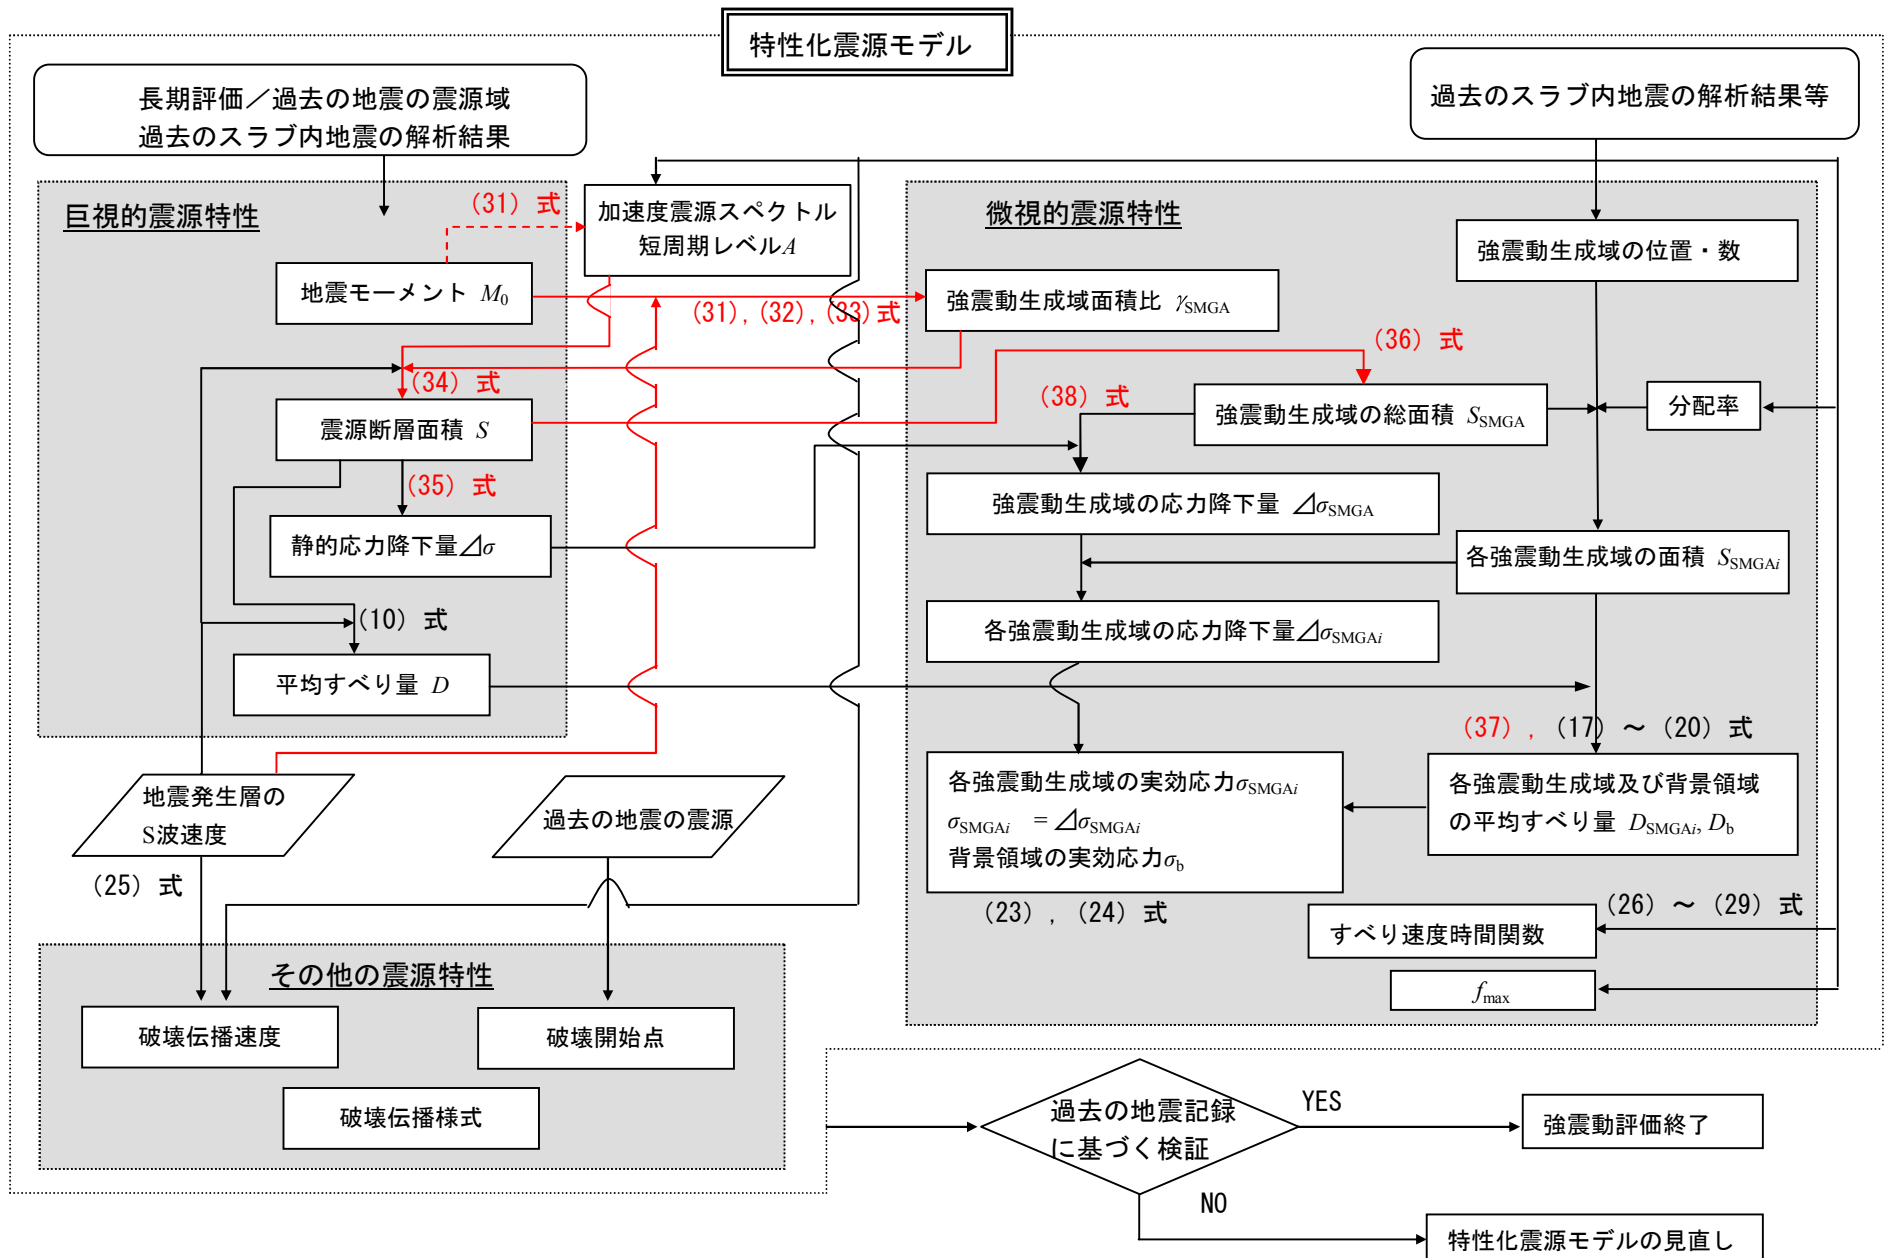 特性化震源モデル
長期評価／過去の地震の震源域
過去のスラブ内地震の解析結果
過去のスラブ内地震の解析結果等
巨視的震源特性
(31) 式
加速度震源スペクトル
短周期レベルA
地震モーメント M0
(31), (32), (33) 式
(34) 式
震源断層面積 S
(35) 式
静的応力降下量⊿σ
(10) 式
平均すべり量 D
微視的震源特性
強震動生成域の位置・数
強震動生成域面積比 γSMGA
(36) 式
(38) 式
強震動生成域の総面積 SSMGA
分配率
強震動生成域の応力降下量 ⊿σSMGA
各強震動生成域の面積 SSMGAi
各強震動生成域の応力降下量⊿σSMGAi
(37), (17) ～ (20) 式
各強震動生成域の実効応力σSMGAi
σSMGAi = ⊿σSMGAi
背景領域の実効応力σb
各強震動生成域及び背景領域
の平均すべり量 DSMGAi, Db
(23), (24) 式
(26) ～ (29) 式
すべり速度時間関数
fmax
地震発生層の
S波速度
過去の地震の震源
(25) 式
その他の震源特性
破壊伝播速度
破壊開始点
破壊伝播様式
過去の地震記録
に基づく検証
YES
強震動評価終了
NO
特性化震源モデルの見直し